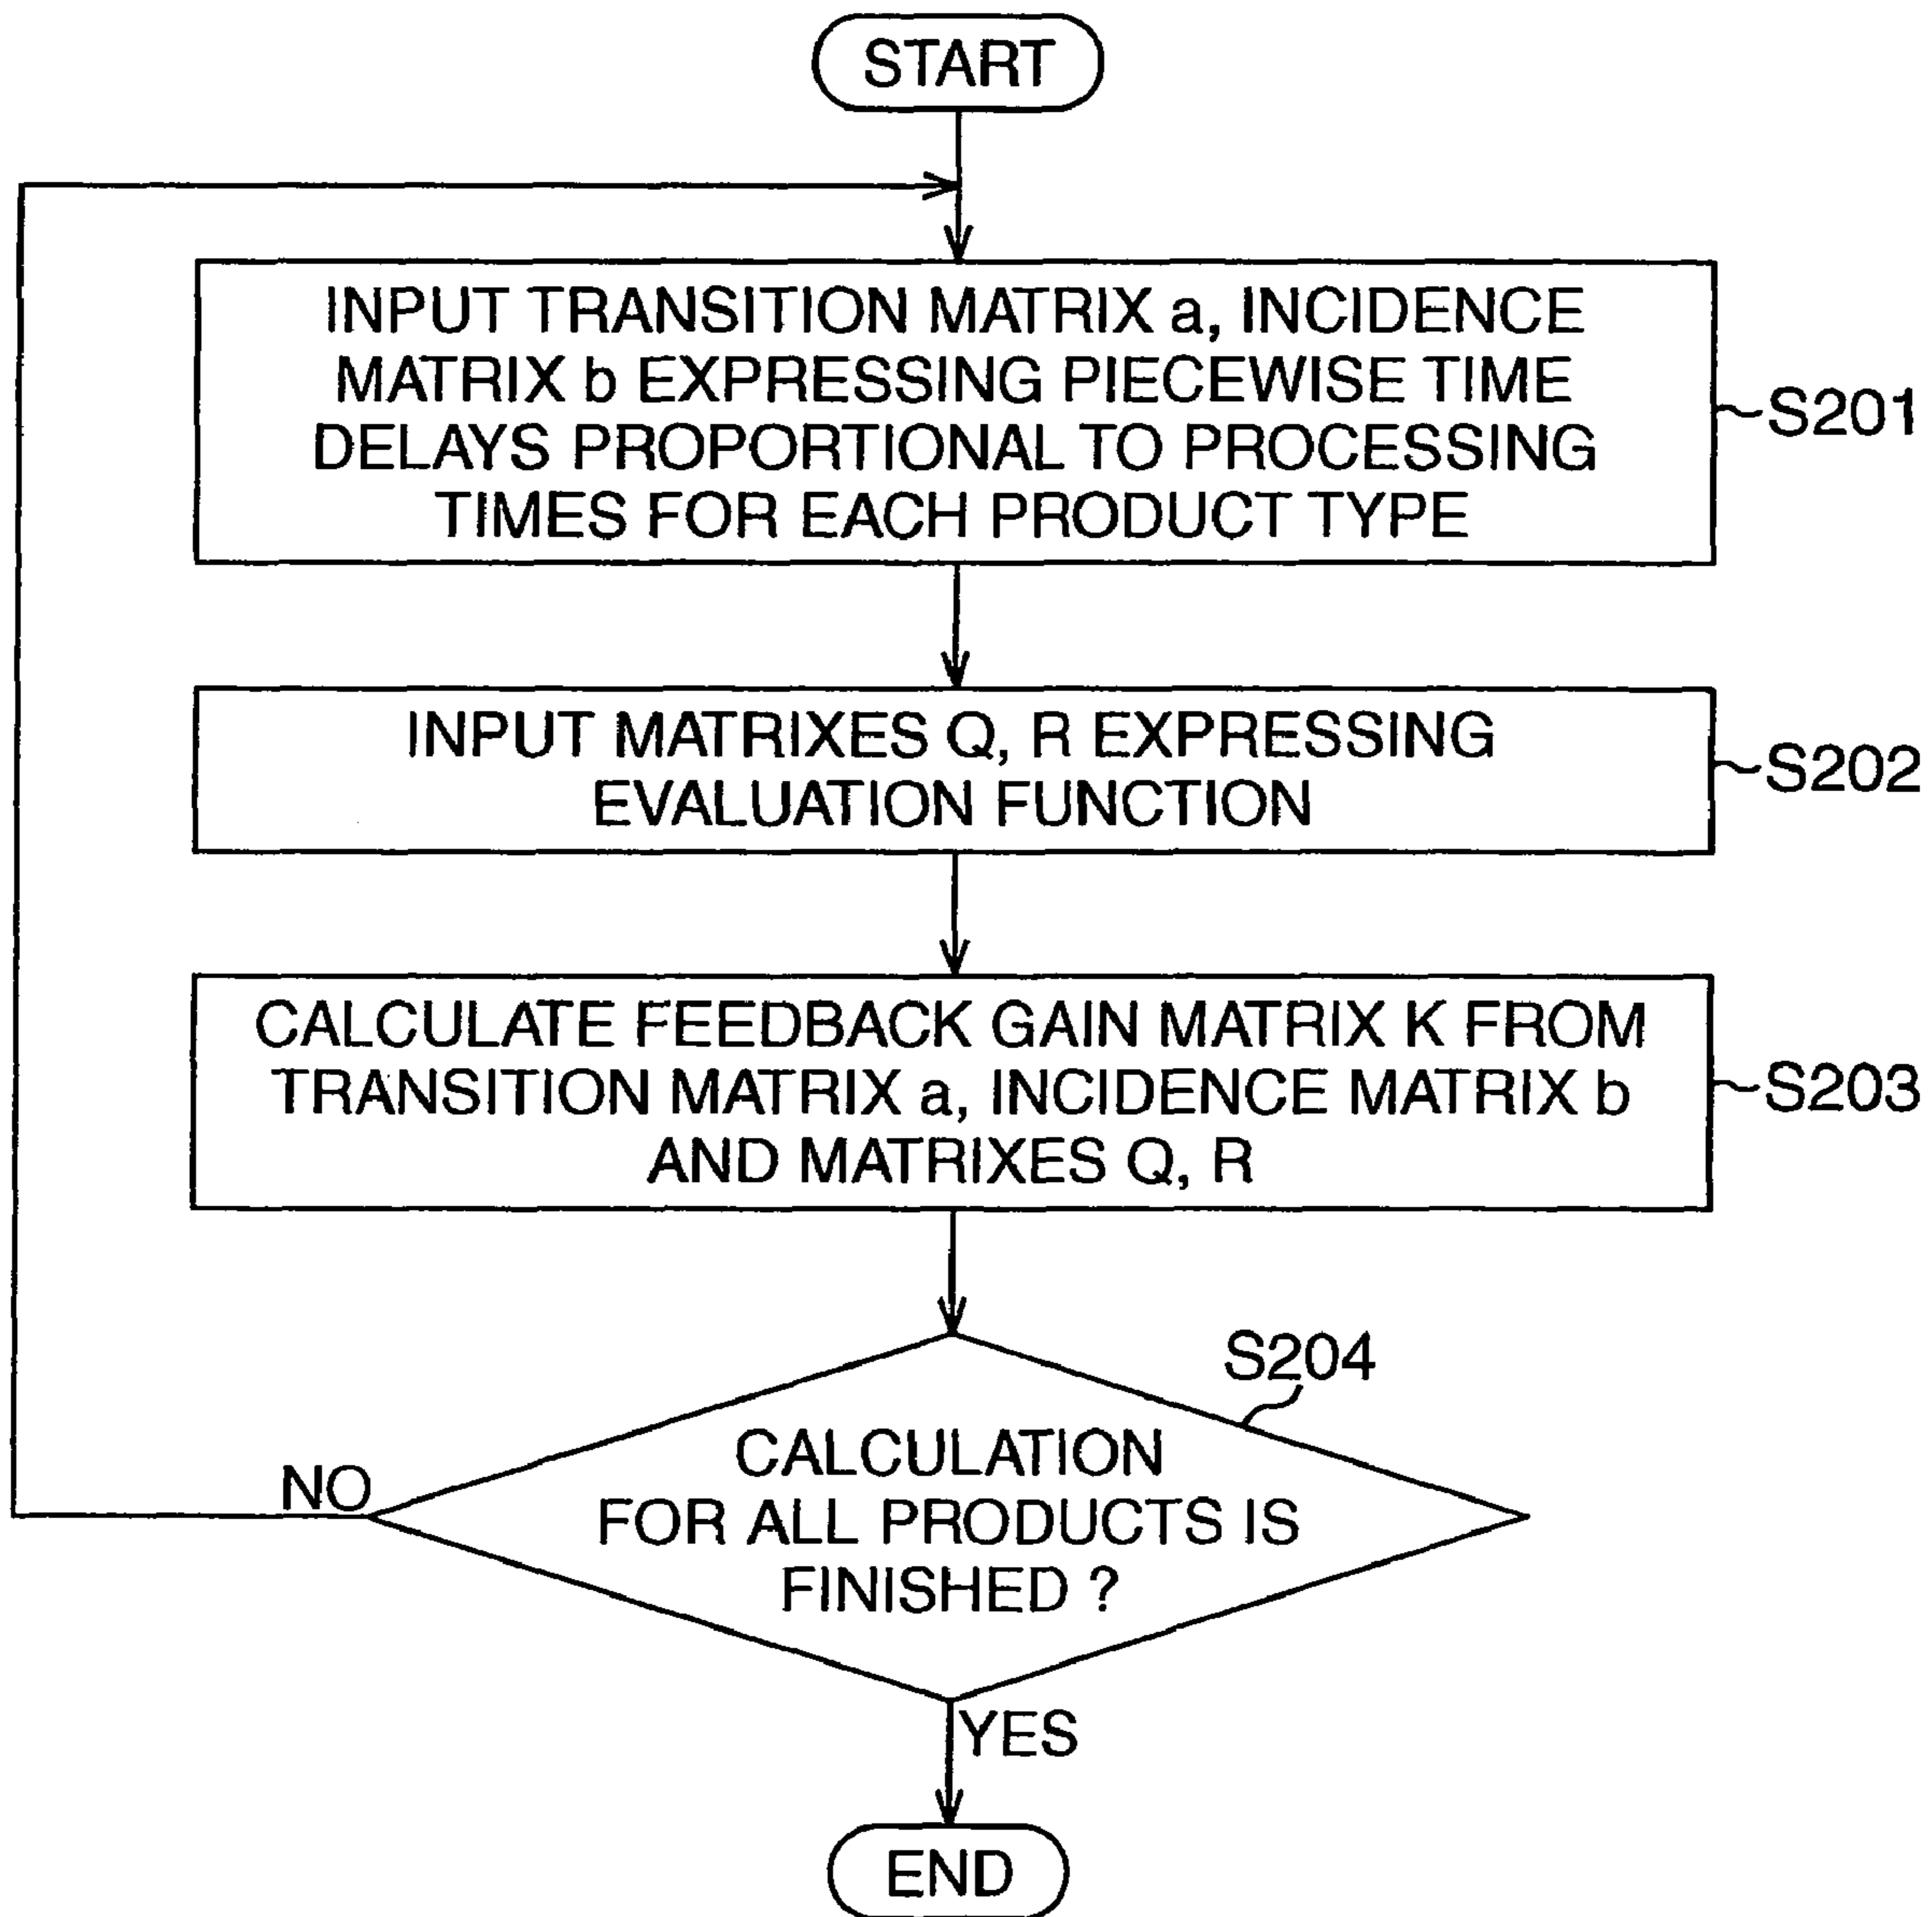 START
INPUT TRANSITION MATRIX a, INCIDENCE
MATRIX b EXPRESSING PIECEWISE TIME
DELAYS PROPORTIONAL TO PROCESSING
TIMES FOR EACH PRODUCT TYPE
S201
INPUT MATRIXES Q, R EXPRESSING
EVALUATION FUNCTION
S202
CALCULATE FEEDBACK GAIN MATRIX K FROM
TRANSITION MATRIX a, INCIDENCE MATRIX b
AND MATRIXES Q, R
S203
S204
CALCULATION
FOR ALL PRODUCTS IS
FINISHED ?
NO
YES
END